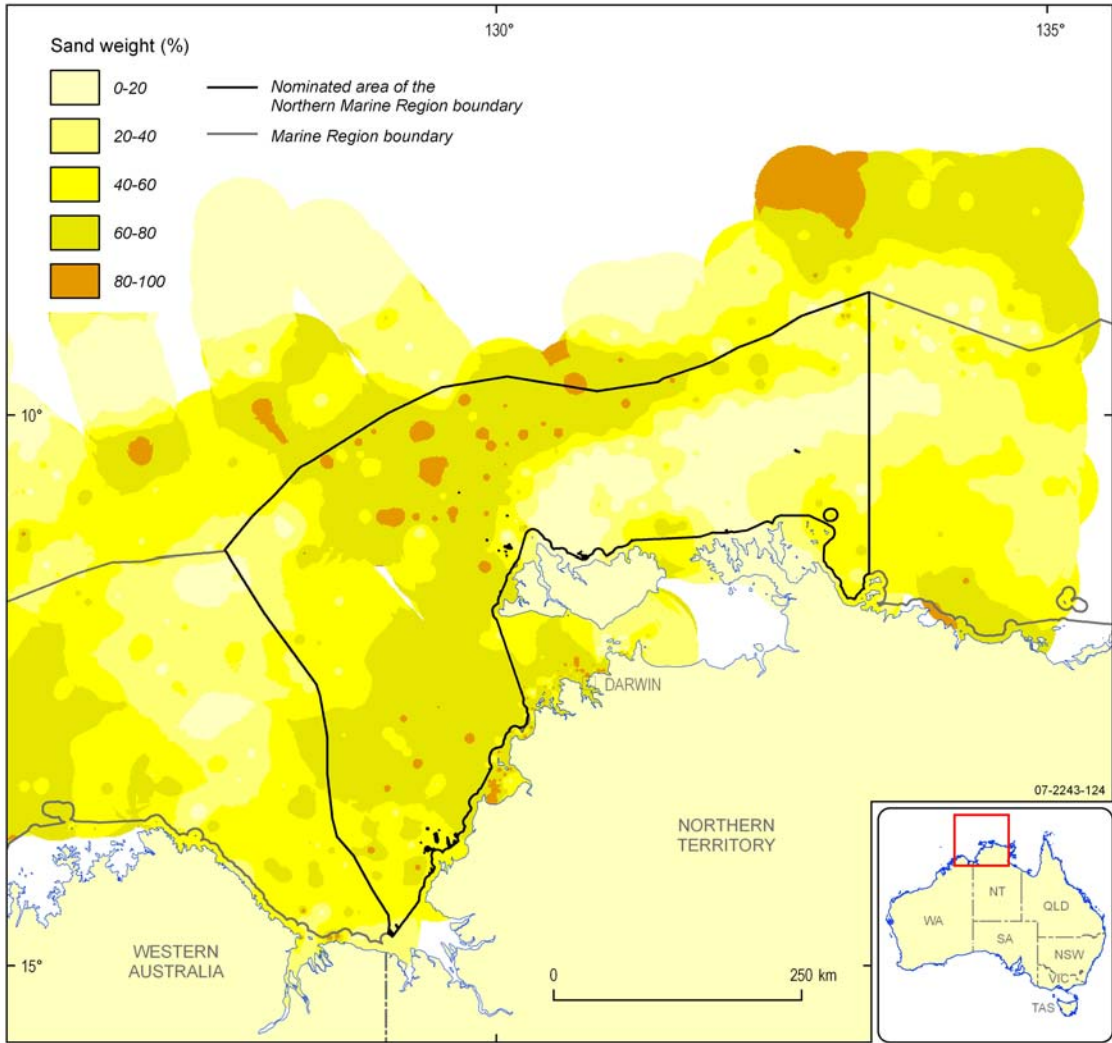 130°
135°
Sand weight (%)
0-20
20-40
40-60
60-80
80-100
Nominated area of the
Northern Marine Region boundary
Marine Region boundary
10°
DARWIN
07-2243-124
NORTHERN
TERRITORY
WESTERN
AUSTRALIA
15°
0
250 km
WA
NT
QLD
SA
NSW
VIC
TAS